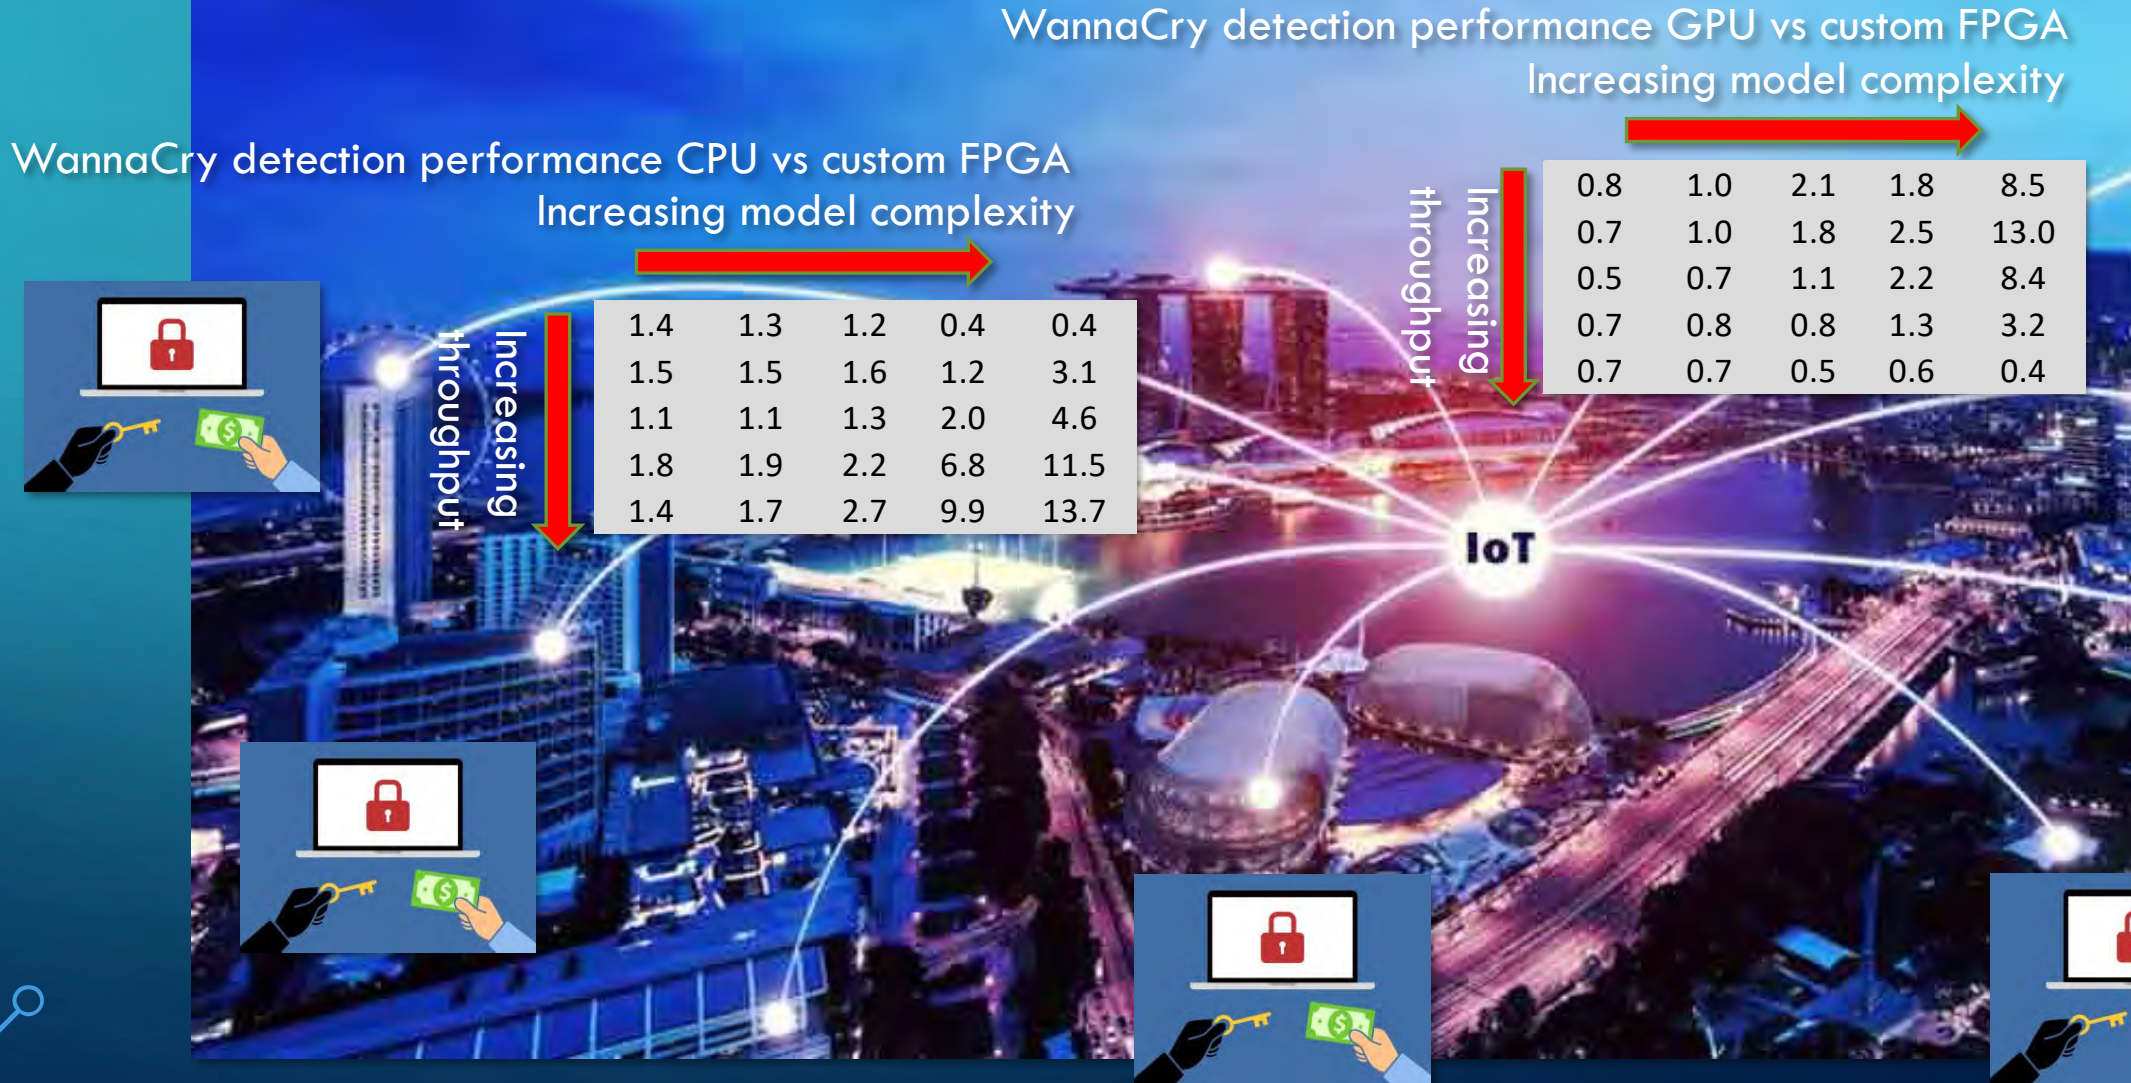 WannaCry detection performance GPU vs custom FPGA
Increasing model complexity
Increasing
throughput
0.8 1.0 2.1 1.8 8.5
0.7 1.0 1.8 2.5 13.0
0.5 0.7 1.1 2.2 8.4
0.7 0.8 0.8 1.3 3.2
0.7 0.7 0.5 0.6 0.4
WannaCry detection performance CPU vs custom FPGA
Increasing model complexity
Increasing
throughput
1.4 1.3 1.2 0.4 0.4
1.5 1.5 1.6 1.2 3.1
1.1 1.1 1.3 2.0 4.6
1.8 1.9 2.2 6.8 11.5
1.4 1.7 2.7 9.9 13.7
IoT
$
$
$